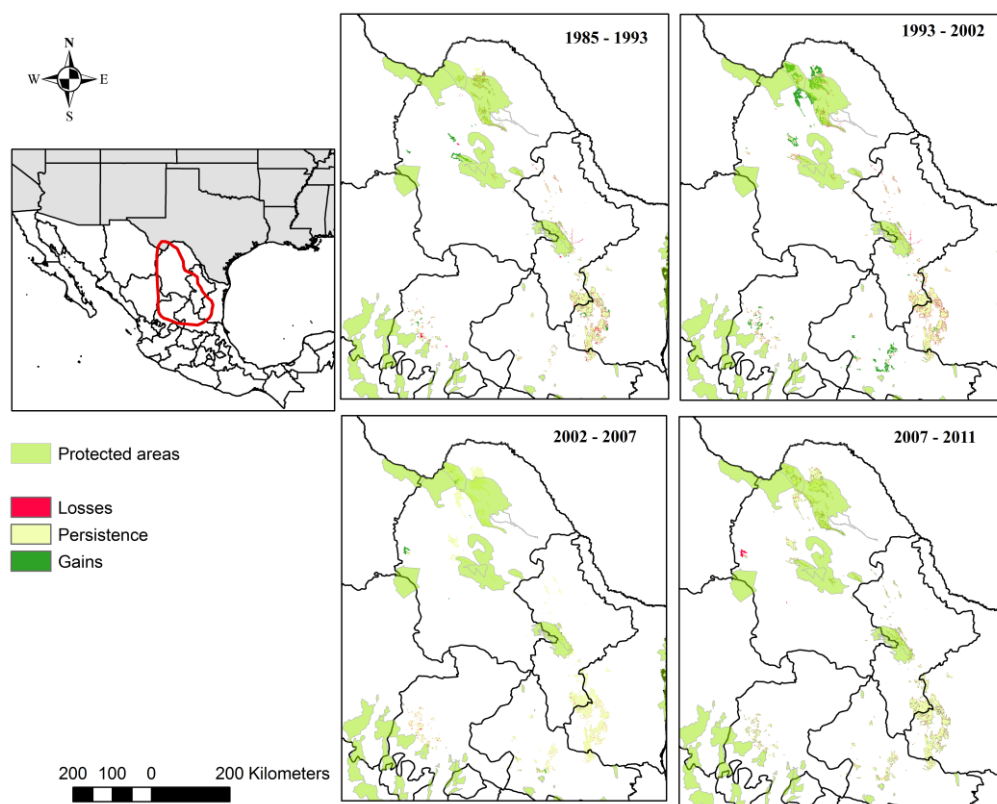 N
W E
S
1985 - 1993
1993 - 2002
Protected areas
Losses
Persistence
Gains
2002 - 2007
2007 - 2011
200 100 0 200 Kilometers